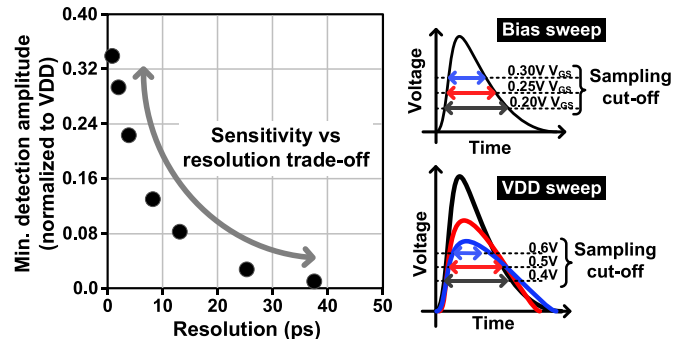 Min. detection amplitude
(normalized to VDD)
0.40
0.32
0.24
0.16
0.08
0.0
0 10 20 30 40 50
Resolution (ps)
Sensitivity vs
resolution trade-off
Bias sweep
Voltage
0.30V VGS
0.25V VGS
0.20V VGS
Sampling
cut-off
Time
VDD sweep
Voltage
0.6V
0.5V
0.4V
Sampling
cut-off
Time